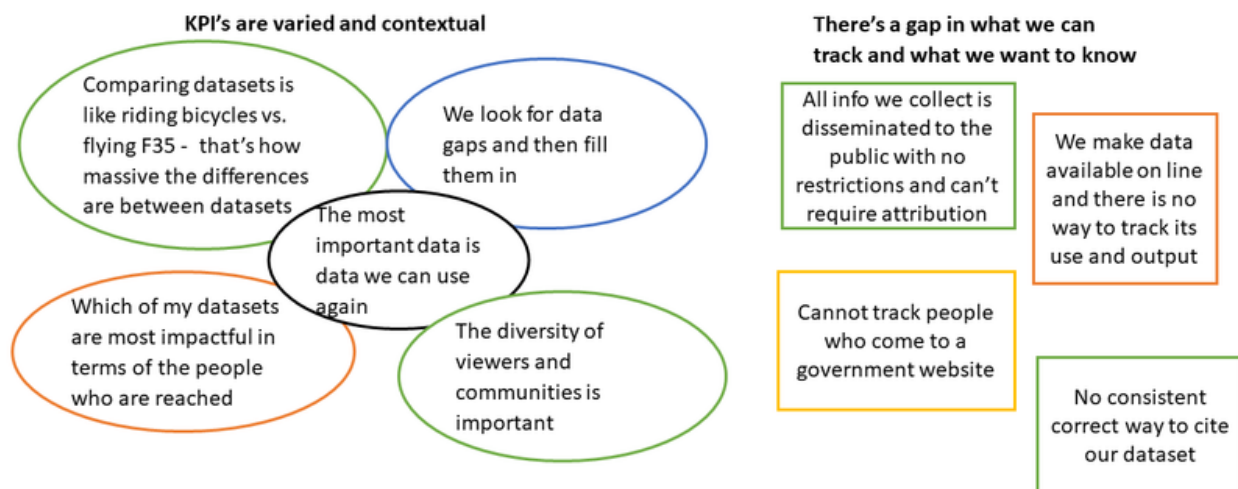 KPI's are varied and contextual
Comparing datasets is
like riding bicycles vs.
flying F35 - that's how
massive the differences
are between datasets
We look for data
gaps and then fill
them in
The most
important data is
data we can use
again
Which of my datasets
are most impactful in
terms of the people
who are reached
The diversity of
viewers and
communities is
important
There's a gap in what we can
track and what we want to know
All info we collect is
disseminated to the
public with no
restrictions and can't
require attribution
We make data
available on line
and there is no
way to track its
use and output
Cannot track people
who come to a
government website
No consistent
correct way to cite
our dataset